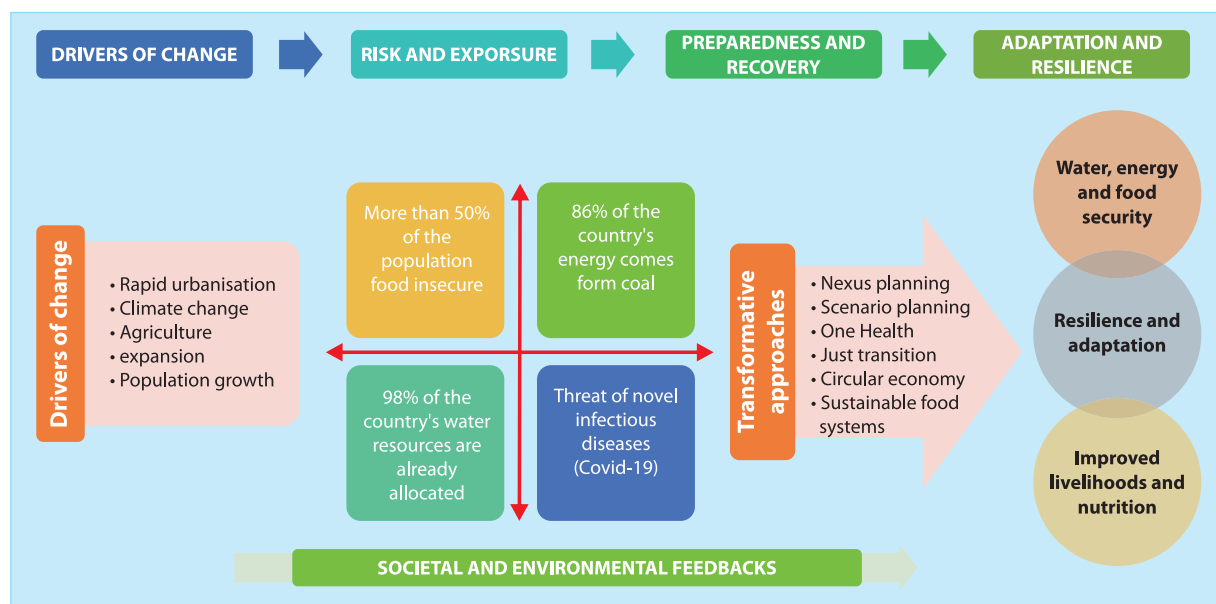 DRIVERS OF CHANGE
RISK AND EXPORSURE
PREPAREDNESS AND
RECOVERY
ADAPTATION AND
RESILIENCE
Drivers of change
• Rapid urbanisation
• Climate change
• Agriculture
• expansion
• Population growth
More than 50%
of the
population
food insecure
86% of the
country's
energy comes
form coal
98% of the
country's water
resources are
already
allocated
Threat of novel
infectious
diseases
(Covid-19)
Transformative
approaches
• Nexus planning
• Scenario planning
• One Health
• Just transition
• Circular economy
• Sustainable food
systems
Water, energy
and food
security
Resilience and
adaptation
Improved
livelihoods and
nutrition
SOCIETAL AND ENVIRONMENTAL FEEDBACKS